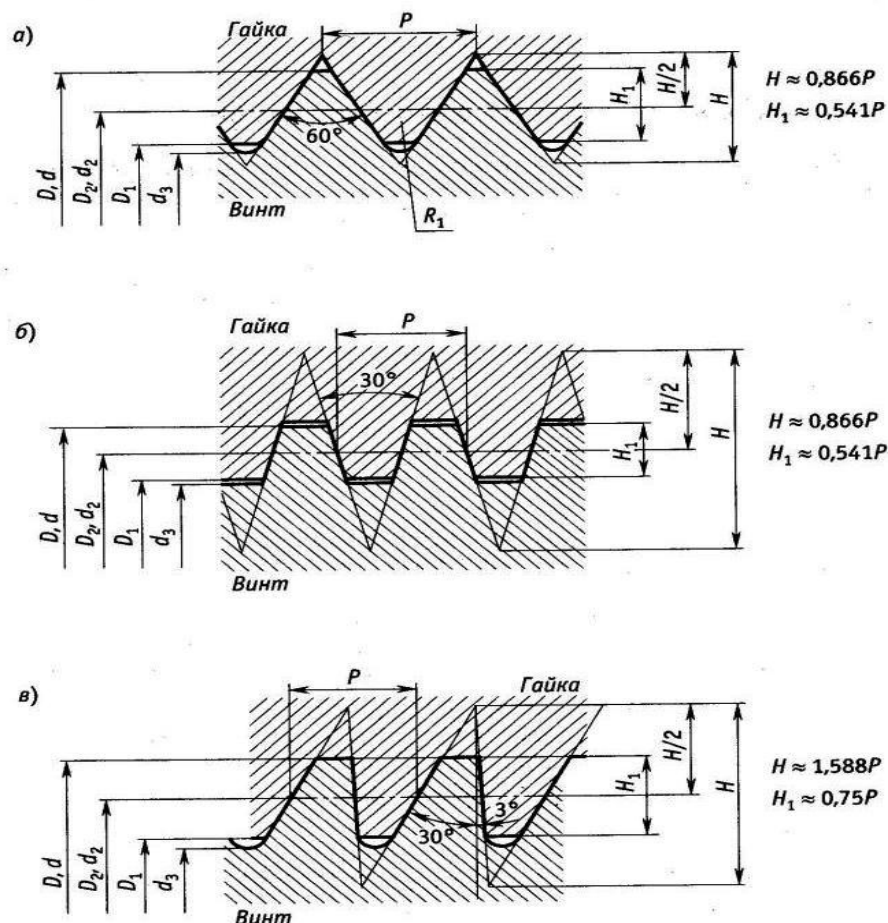 а)
Гайка
P
60°
D, d
D₂, d₂
D₁
d₃
Винт
R₁
H₁
H/2
H
H ≈ 0,866P
H₁ ≈ 0,541P
б)
Гайка
P
30°
D, d
D₂, d₂
D₁
d₃
Винт
H₁
H/2
H
H ≈ 0,866P
H₁ ≈ 0,541P
в)
P
Гайка
30°
3°
D, d
D₂, d₂
D₁
d₃
Винт
H₁
H/2
H
H ≈ 1,588P
H₁ ≈ 0,75P